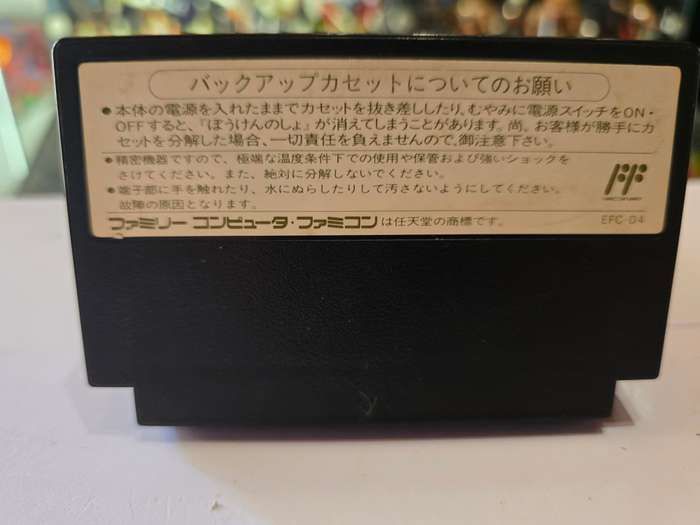 バックアップカセットについてのお願い
●本体の電源を入れたままでカセットを抜き差ししたり、むやみに電源スイッチをON・
OFFすると、『ぼうけんのしょ』が消えてしまうことがあります。尚、お客様が勝手にカ
セットを分解した場合、一切責任を負えませんので、御注意下さい。
●精密機器ですので、極端な温度条件下での使用や保管および強いショックを
さけてください。また、絶対に分解しないでください。
●端子部に手を触れたり、水にぬらしたりして汚さないようにしてください。
故障の原因となります。
ファミリー コンピュータ・ファミコンは任天堂の商標です。
EFC-D4